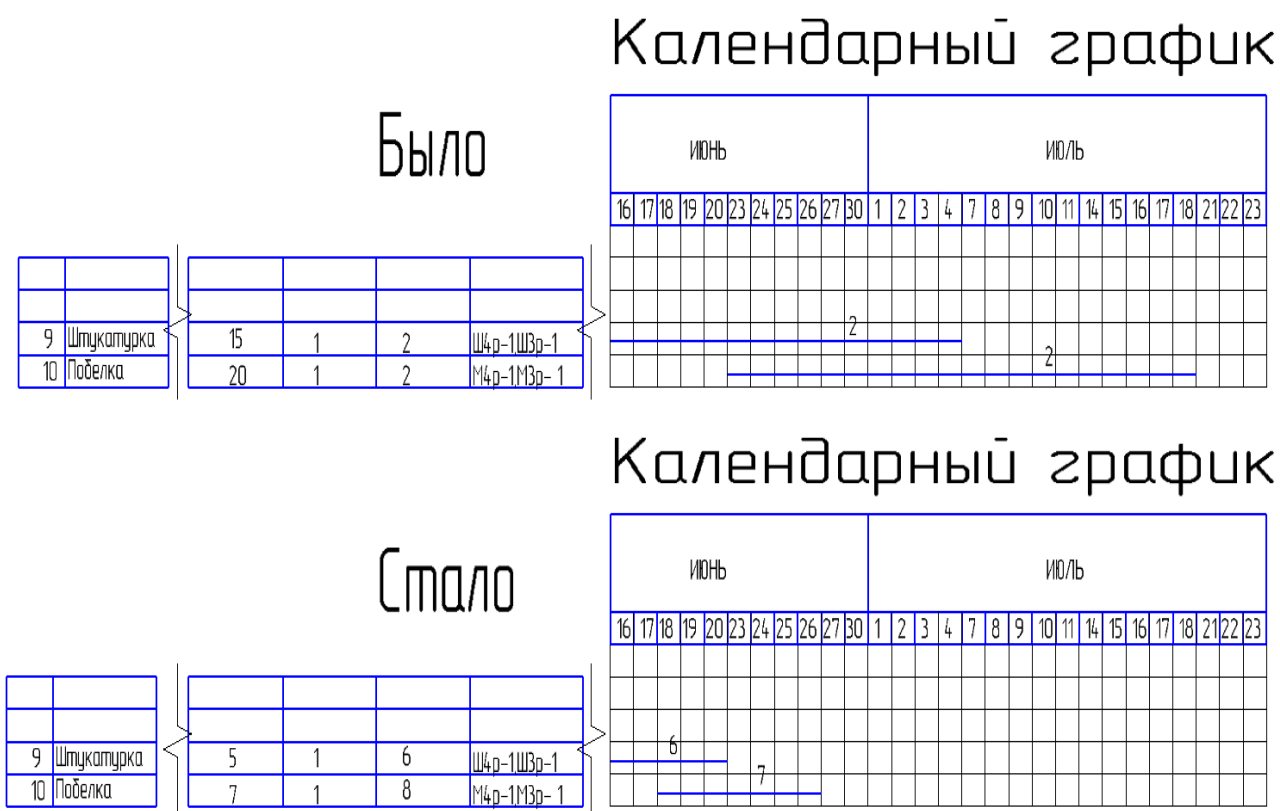 Календарный график
Было
июнь июль
16 17 18 19 20 23 24 25 26 27 30 1 2 3 4 7 8 9 10 11 14 15 16 17 18 21 22 23
2
9 Штукатурка 15 1 2 Ш4р-1,Ш3р-1
2
10 Побелка 20 1 2 М4р-1,М3р- 1
Календарный график
Стало
июнь июль
16 17 18 19 20 23 24 25 26 27 30 1 2 3 4 7 8 9 10 11 14 15 16 17 18 21 22 23
6
9 Штукатурка 5 1 6 Ш4р-1,Ш3р-1
7
10 Побелка 7 1 8 М4р-1,М3р- 1